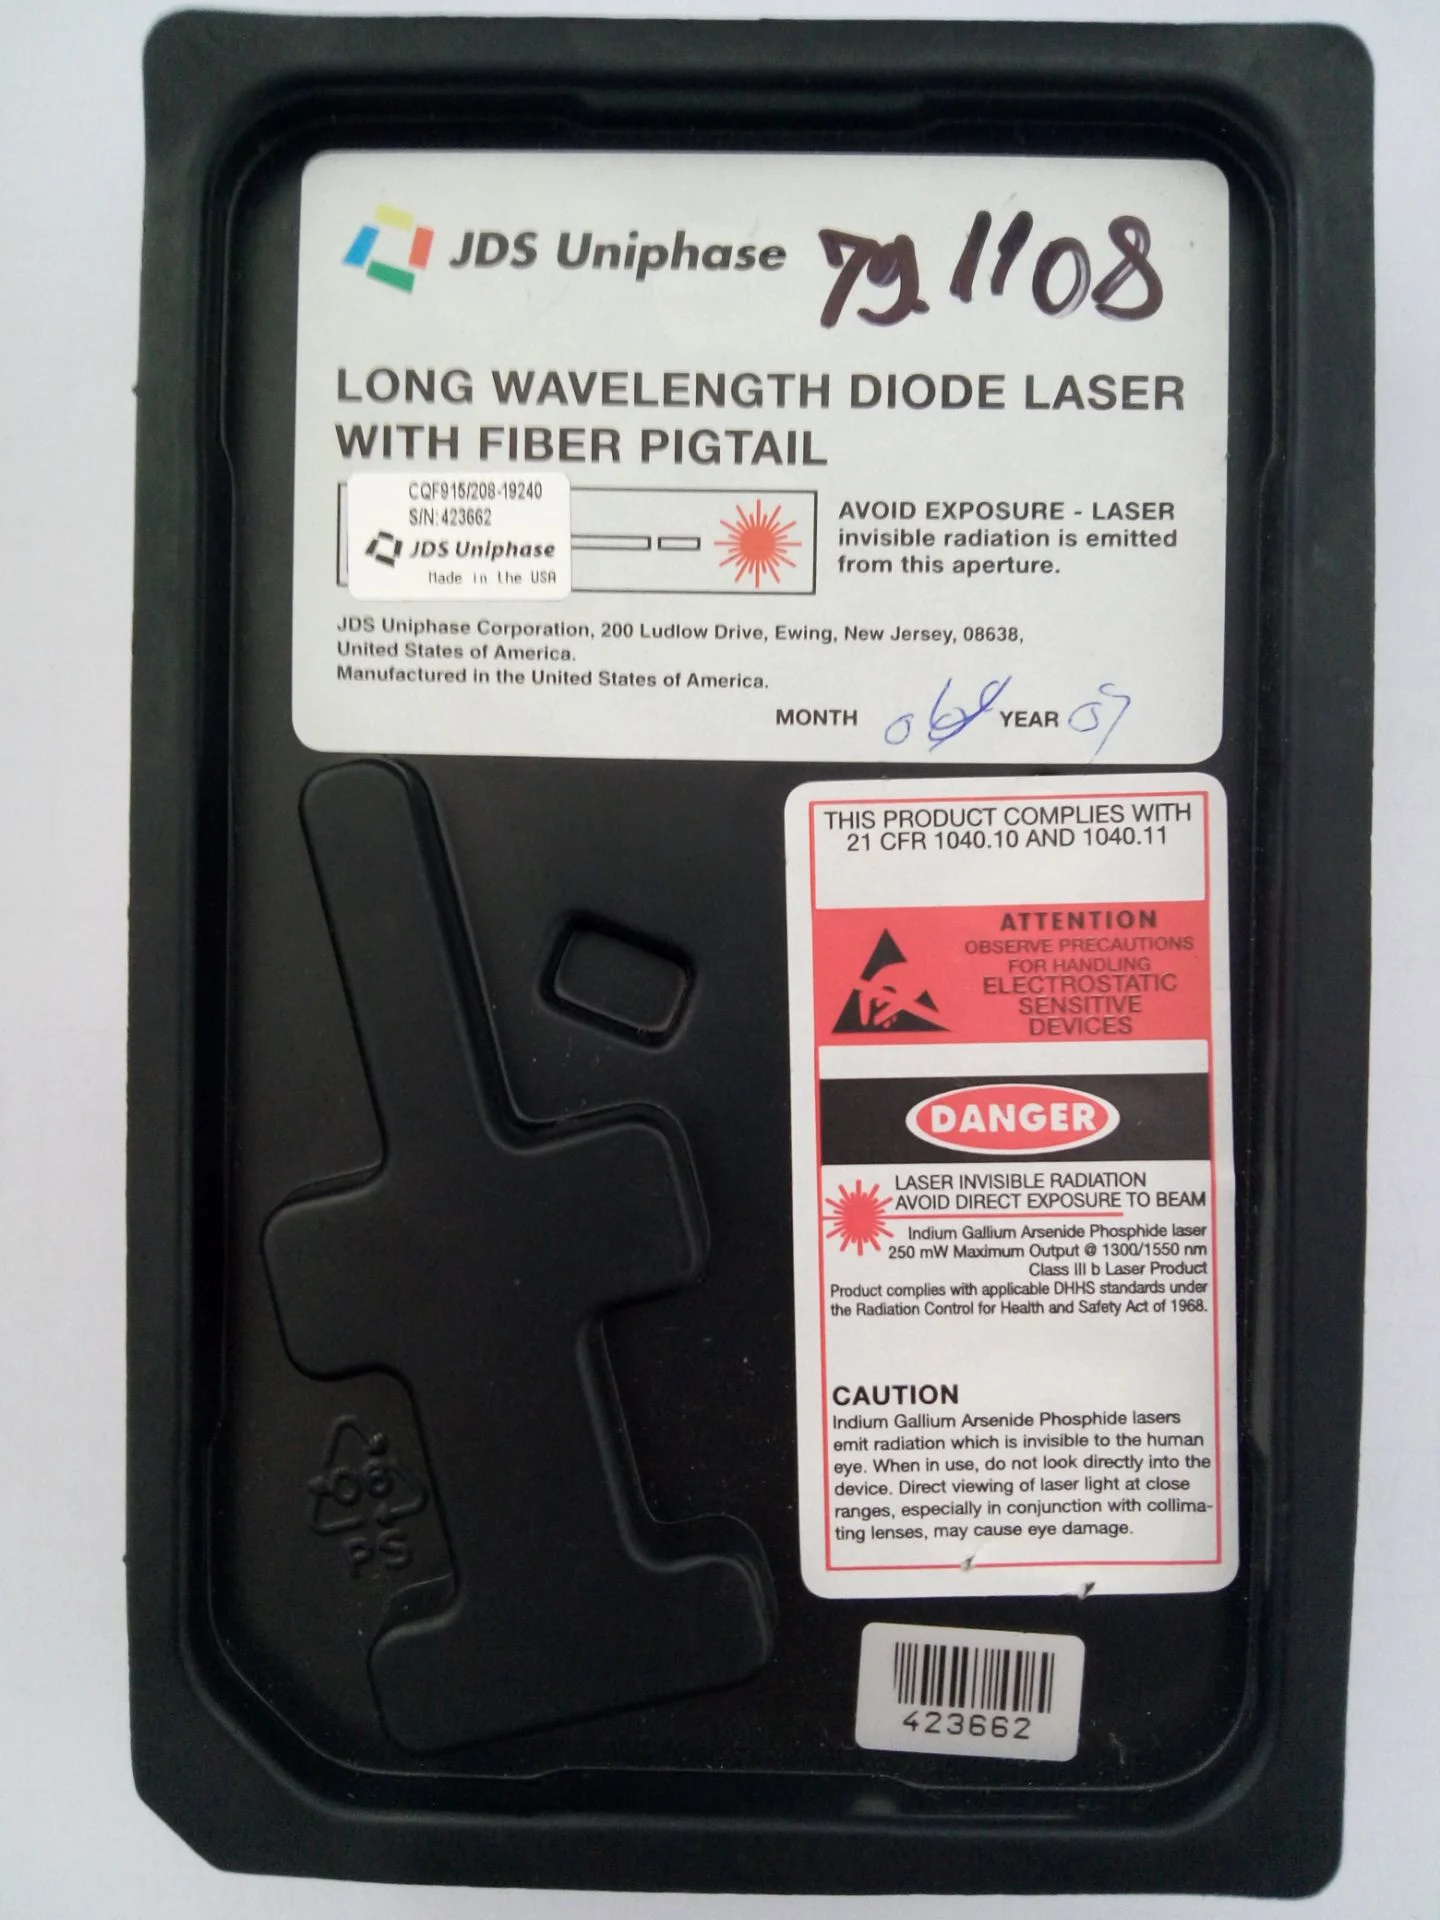 JDS Uniphase 79 1108
LONG WAVELENGTH DIODE LASER
WITH FIBER PIGTAIL
CQF915/208-19240
S/N: 423662
JDS Uniphase
Made in the USA
AVOID EXPOSURE - LASER
invisible radiation is emitted
from this aperture.
JDS Uniphase Corporation, 200 Ludlow Drive, Ewing, New Jersey, 08638,
United States of America.
Manufactured in the United States of America.
MONTH YEAR
THIS PRODUCT COMPLIES WITH
21 CFR 1040.10 AND 1040.11
ATTENTION
OBSERVE PRECAUTIONS
FOR HANDLING
ELECTROSTATIC
SENSITIVE
DEVICES
DANGER
LASER INVISIBLE RADIATION
AVOID DIRECT EXPOSURE TO BEAM
Indium Gallium Arsenide Phosphide laser
250 mW Maximum Output @ 1300/1550 nm
Class III b Laser Product
Product complies with applicable DHHS standards under
the Radiation Control for Health and Safety Act of 1968.
CAUTION
Indium Gallium Arsenide Phosphide lasers
emit radiation which is invisible to the human
eye. When in use, do not look directly into the
device. Direct viewing of laser light at close
ranges, especially in conjunction with collima-
ting lenses, may cause eye damage.
PS
423662